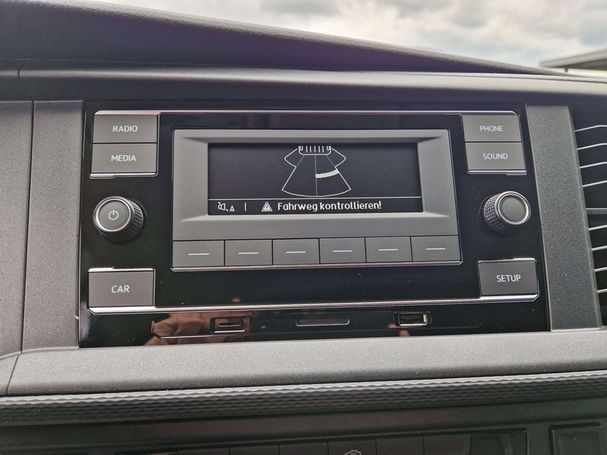 RADIO
PHONE
MEDIA
SOUND
Fahrweg kontrollieren!
CAR
SETUP